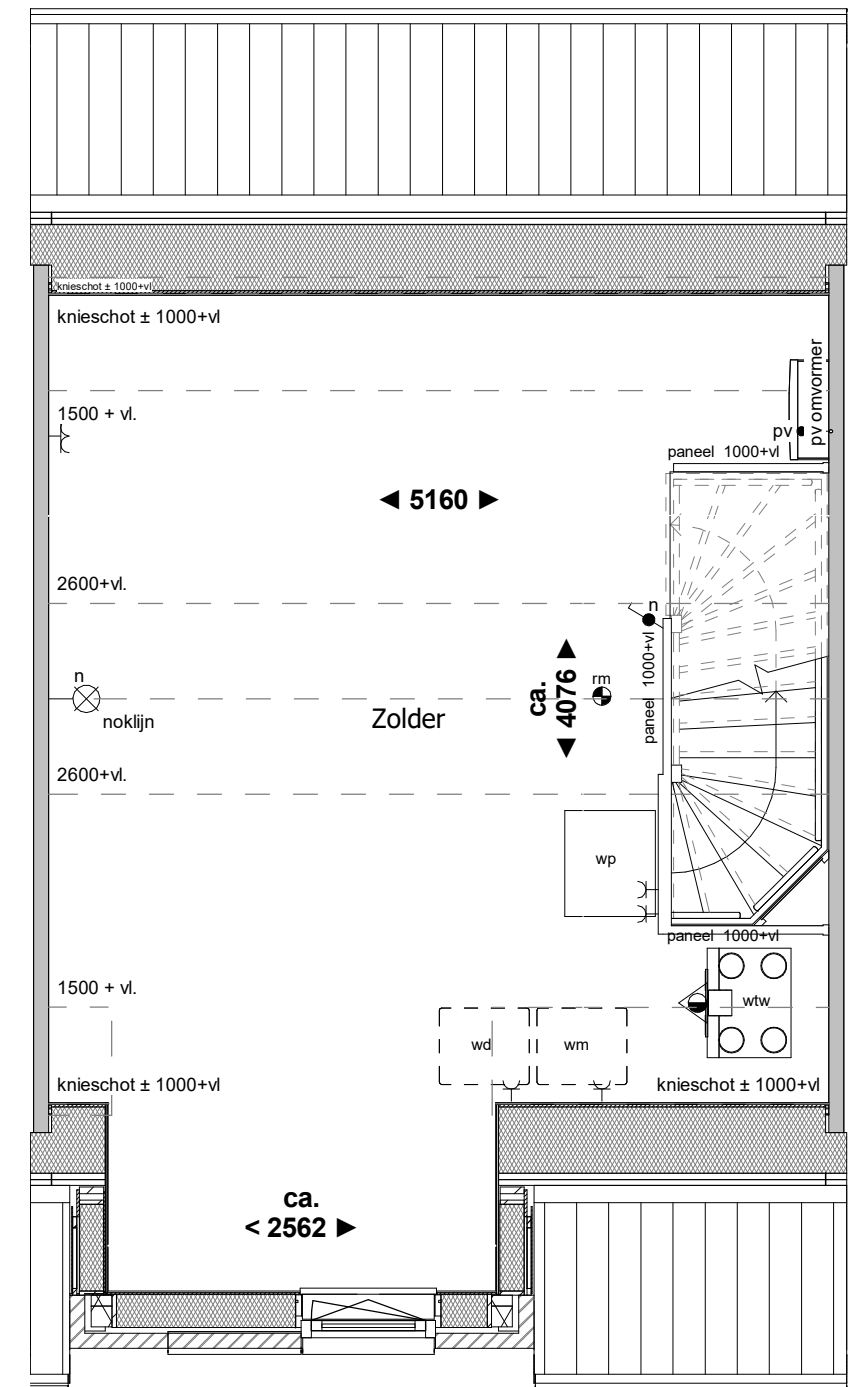 knieschot ± 1000+vl
knieschot ± 1000+vl
pv omvormer
1500 + vl.
pv
paneel 1000+vl
◄ 5160 ►
2600+vl.
n
paneel 1000+vl
n
ca.
◄ 4076 ►
rm
noklijn
Zolder
2600+vl.
wp
paneel 1000+vl
1500 + vl.
wtw
wd
wm
knieschot ± 1000+vl
knieschot ± 1000+vl
ca.
< 2562 ►